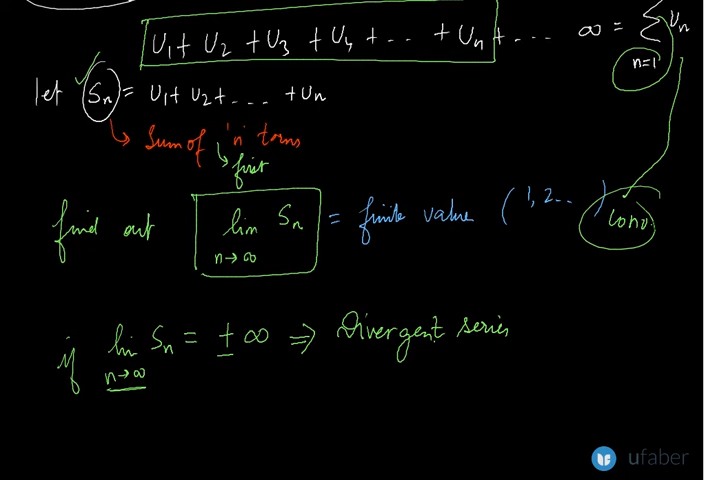 U1 + U2 + U3 + U4 + .. .. + Un + ... ∞ = ∑ Un
n=1
let Sn = U1 + U2 + .... + Un
↳ Sum of 'n' terms
↳ first
find out lim Sn = finite value (1, 2.. ) conv.
n→∞
if lim Sn = ± ∞ ⇒ Divergent series
n→∞
ufaber